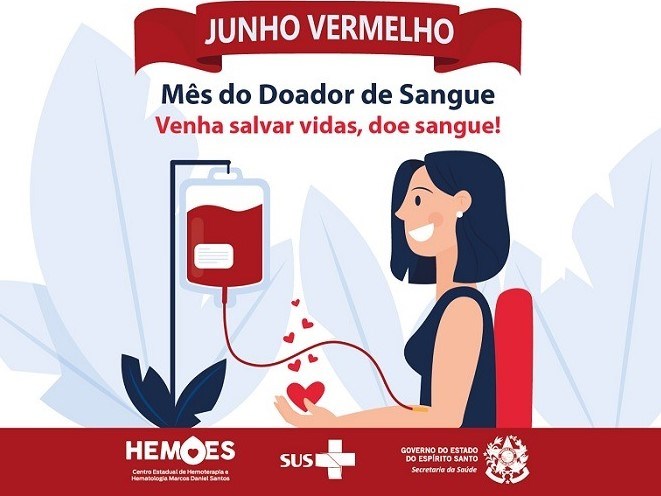 JUNHO VERMELHO
Mês do Doador de Sangue
Venha salvar vidas, doe sangue!
HEMOES
Centro Estadual de Hemoterapia e
Hematologia Marcos Daniel Santos
SUS
GOVERNO DO ESTADO
DO ESPÍRITO SANTO
Secretaria da Saúde